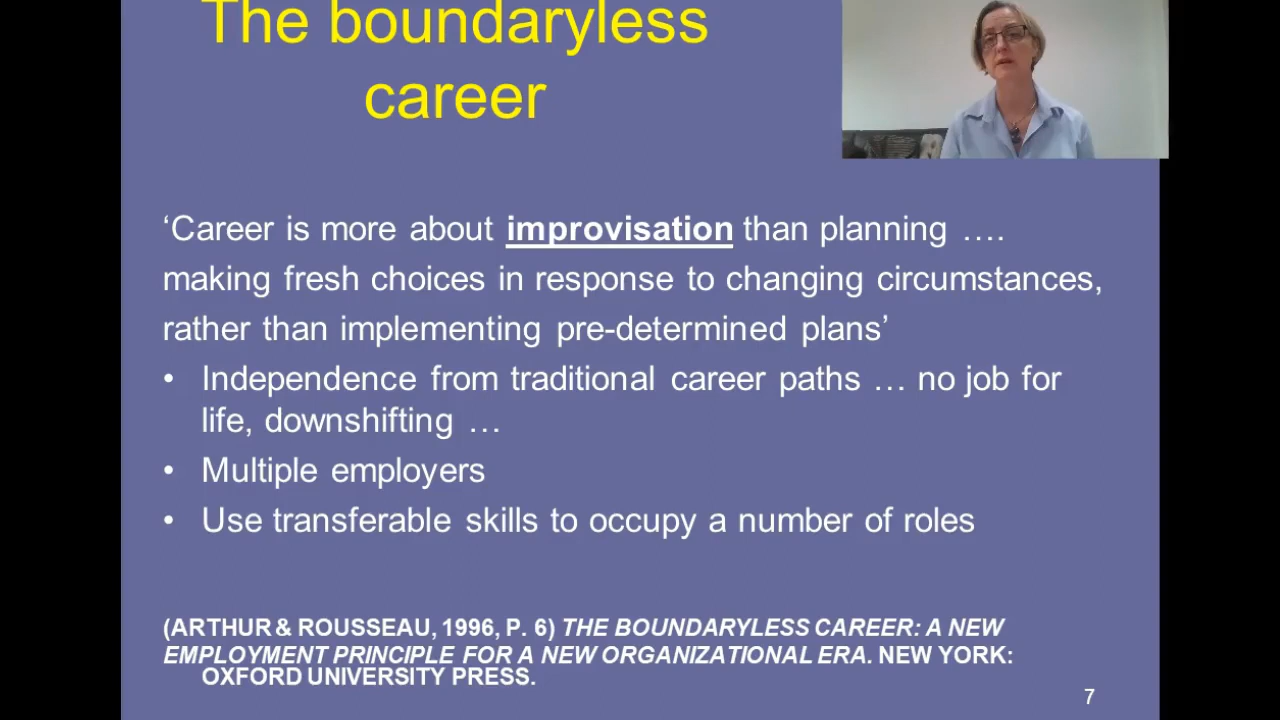 The boundaryless
career
‘Career is more about improvisation than planning ….
making fresh choices in response to changing circumstances,
rather than implementing pre-determined plans’
• Independence from traditional career paths … no job for
life, downshifting …
• Multiple employers
• Use transferable skills to occupy a number of roles
(ARTHUR & ROUSSEAU, 1996, P. 6) THE BOUNDARYLESS CAREER: A NEW
EMPLOYMENT PRINCIPLE FOR A NEW ORGANIZATIONAL ERA. NEW YORK:
OXFORD UNIVERSITY PRESS.
7